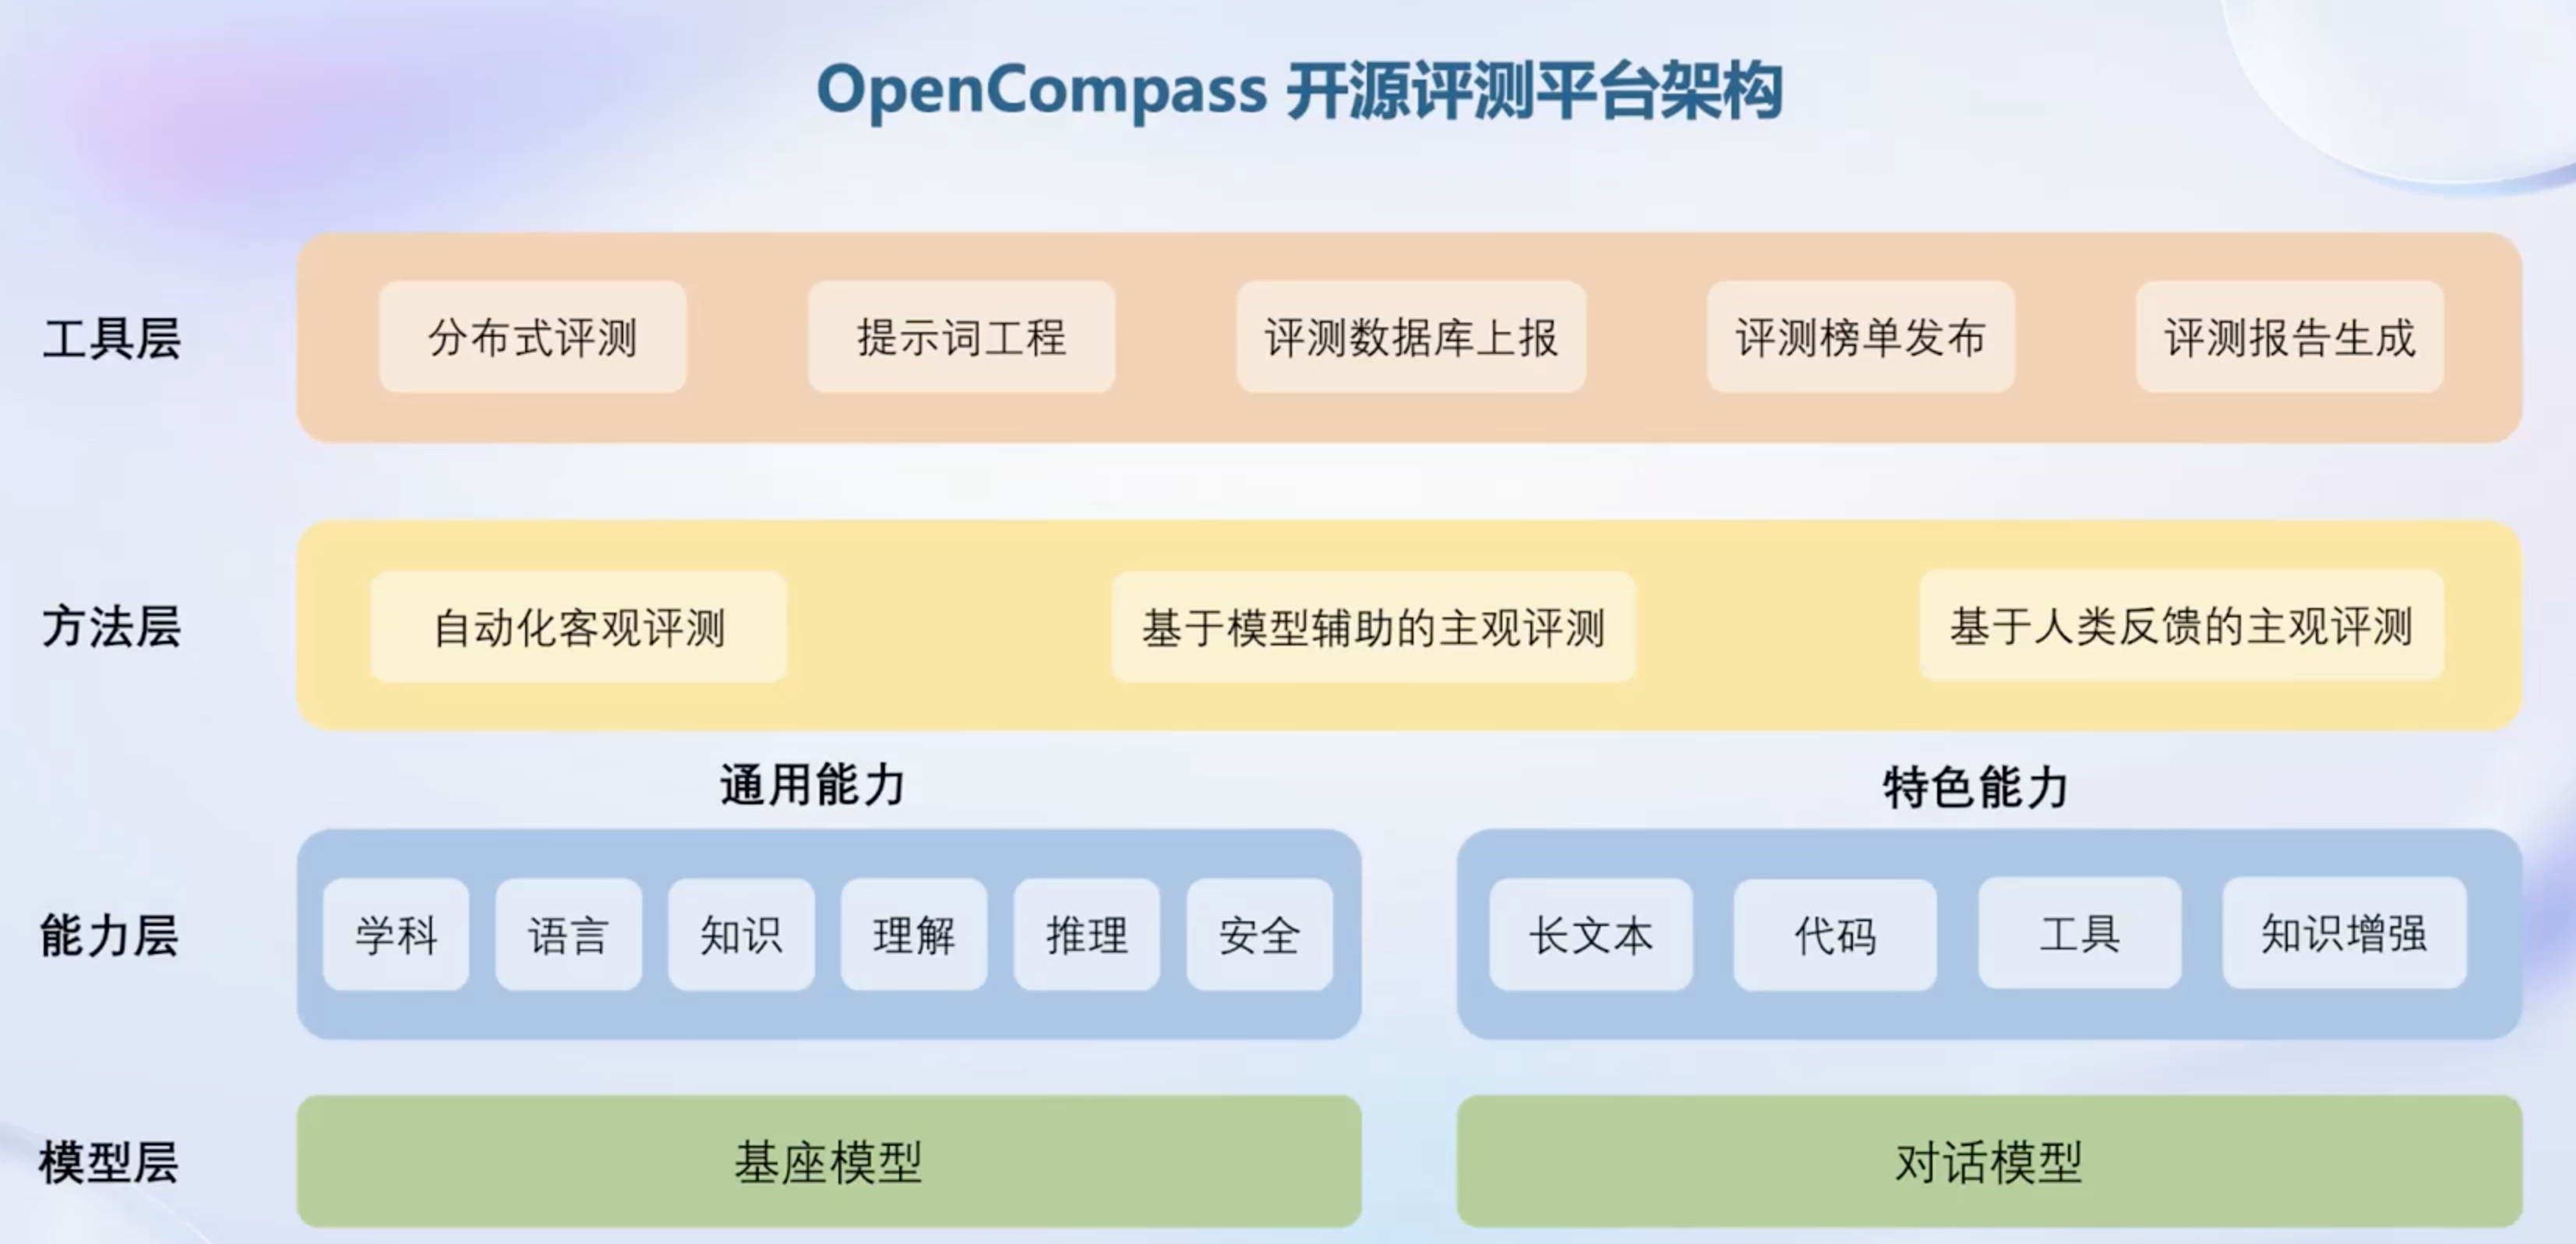 OpenCompass 开源评测平台架构
工具层
分布式评测
提示词工程
评测数据库上报
评测榜单发布
评测报告生成
方法层
自动化客观评测
基于模型辅助的主观评测
基于人类反馈的主观评测
通用能力
特色能力
能力层
学科
语言
知识
理解
推理
安全
长文本
代码
工具
知识增强
模型层
基座模型
对话模型